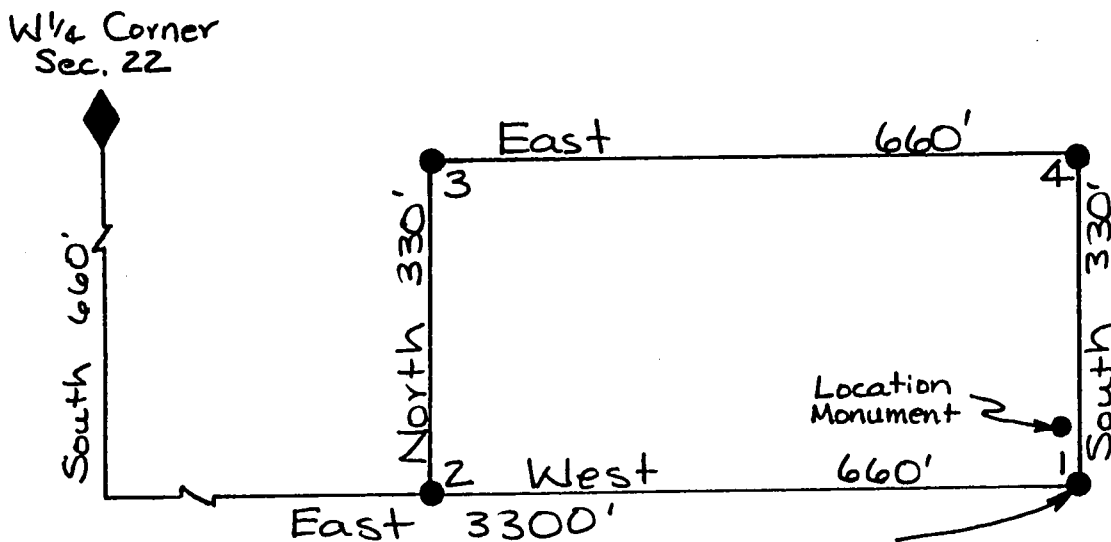 W1/4 Corner
Sec. 22
East 660'
3
4
North 330'
South 330'
South 660'
Location
Monument
1
2
West 660'
East 3300'